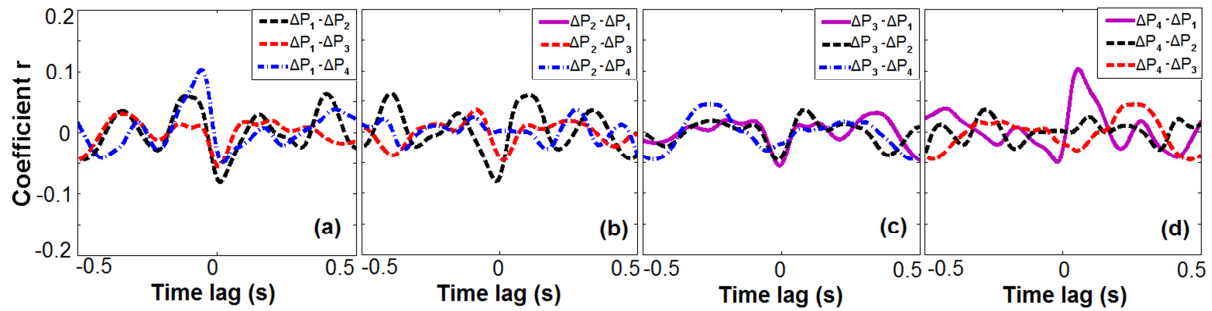 0.2
0.1
0
-0.1
-0.2
Coefficient r
ΔP1 -ΔP2
ΔP1 -ΔP3
ΔP1 -ΔP4
(a)
-0.5 0 0.5
Time lag (s)
ΔP2 -ΔP1
ΔP2 -ΔP3
ΔP2 -ΔP4
(b)
-0.5 0 0.5
Time lag (s)
ΔP3 -ΔP1
ΔP3 -ΔP2
ΔP3 -ΔP4
(c)
-0.5 0 0.5
Time lag (s)
ΔP4 -ΔP1
ΔP4 -ΔP2
ΔP4 -ΔP3
(d)
-0.5 0 0.5
Time lag (s)